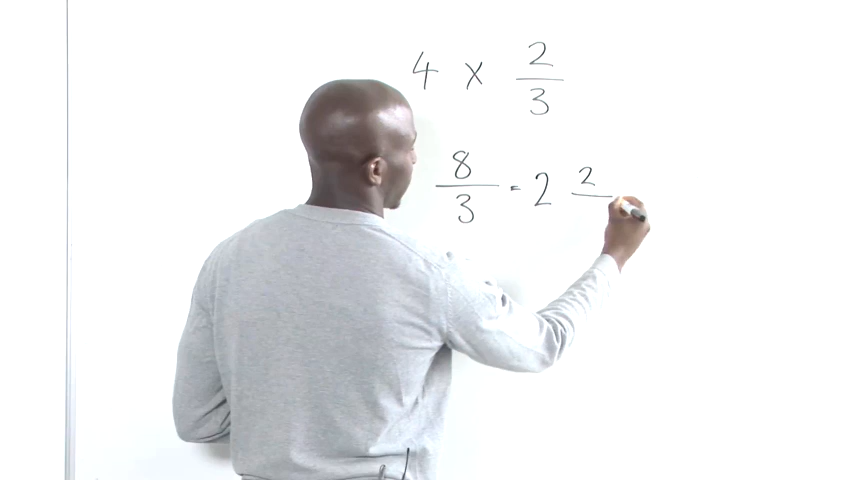 4 × 2/3
8/3 = 2 2/